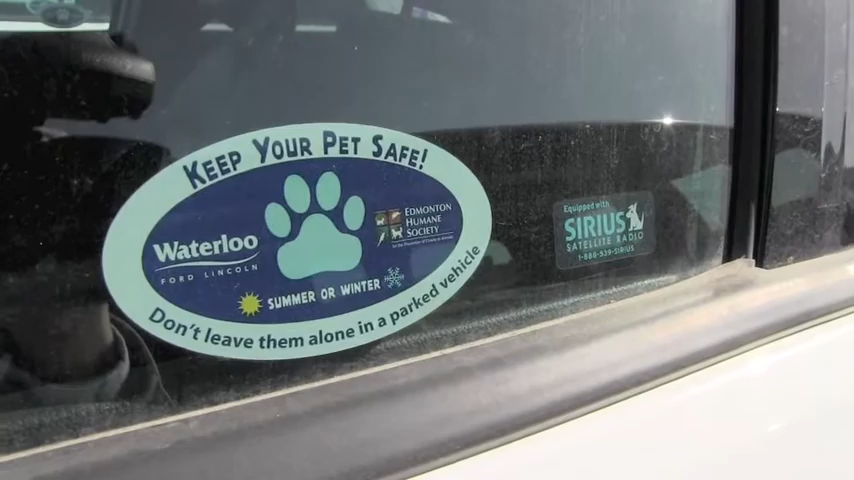 KEEP YOUR PET SAFE!
Waterloo
FORD LINCOLN
EDMONTON
HUMANE
SOCIETY
SUMMER OR WINTER
Don't leave them alone in a parked vehicle
Equipped with
SIRIUS
SATELLITE RADIO
1-888-539-SIRIUS